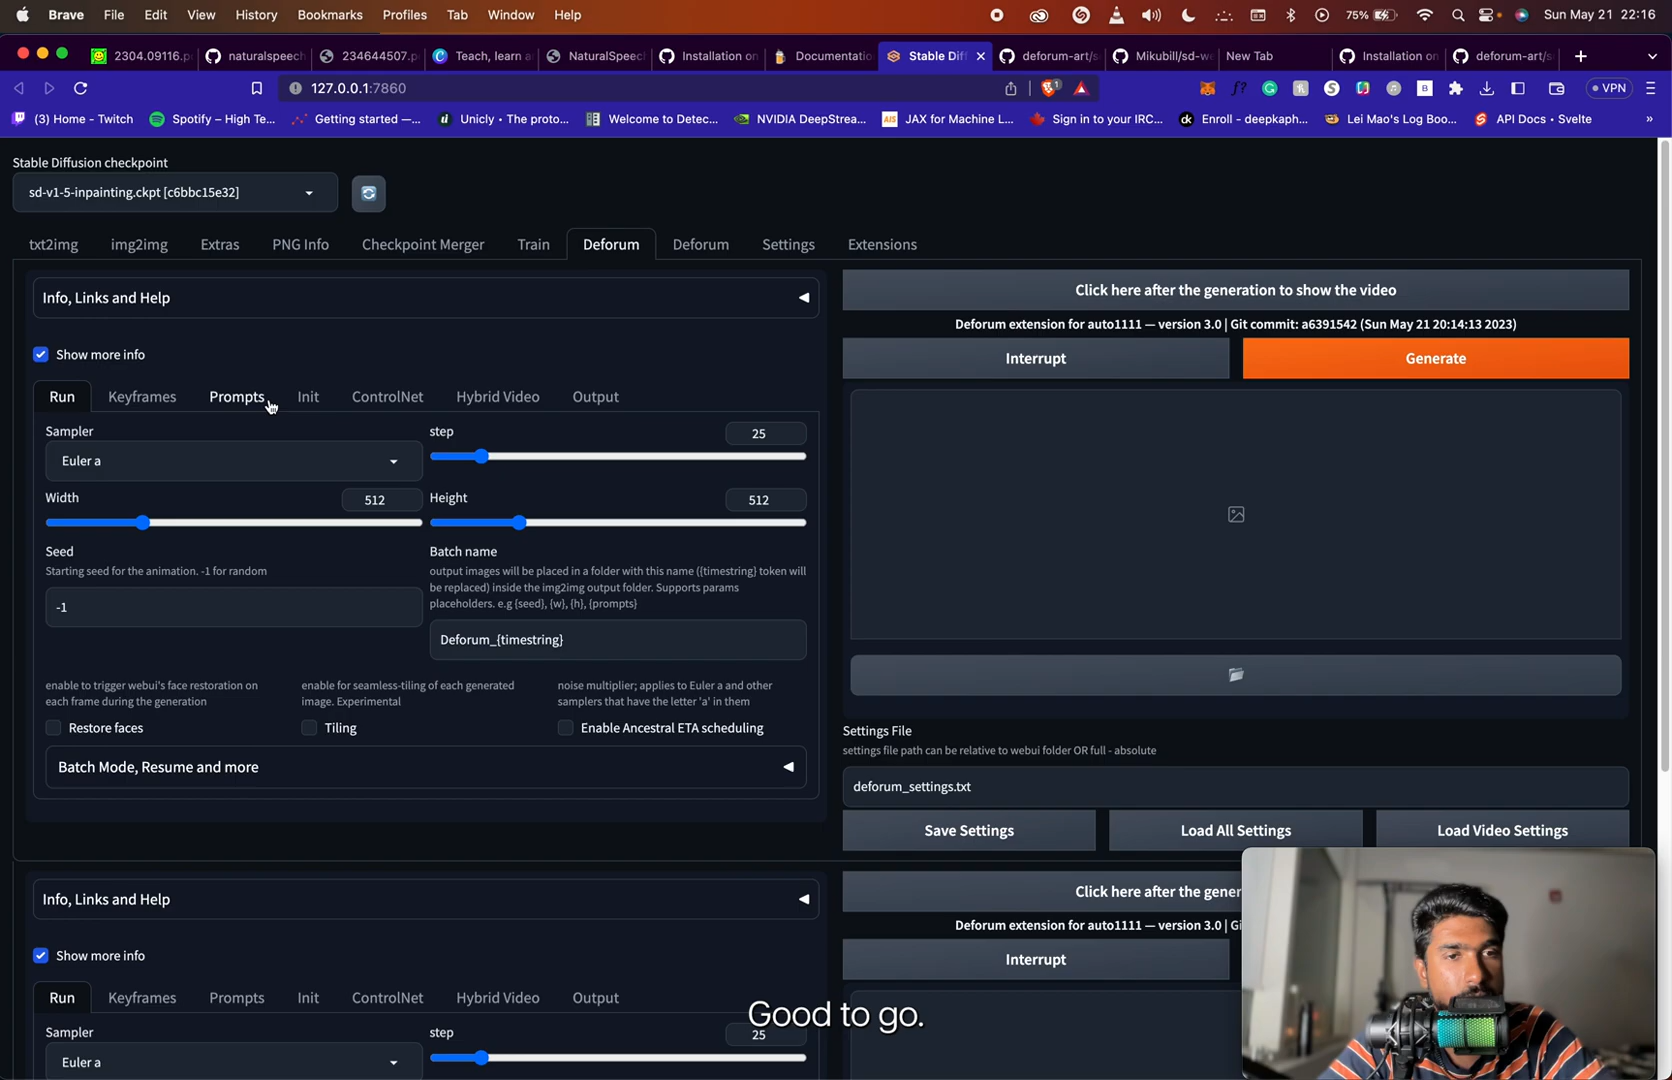 Brave File Edit View History Bookmarks Profiles Tab Window Help 75% Sun May 21 22:16
2304.09116.p naturalspeech 234644507.p Teach, learn a NaturalSpeec Installation on Documentatio Stable Diff deforum-art/s Mikubill/sd-we New Tab Installation on deforum-art/s
127.0.0.1:7860 VPN
(3) Home - Twitch Spotify – High Te... Getting started —... Unicly • The proto... Welcome to Detec... NVIDIA DeepStrea... JAX for Machine L... Sign in to your IRC... Enroll - deepkaph... Lei Mao's Log Boo... API Docs • Svelte »
Stable Diffusion checkpoint
sd-v1-5-inpainting.ckpt [c6bbc15e32]
txt2img img2img Extras PNG Info Checkpoint Merger Train Deforum Deforum Settings Extensions
Info, Links and Help
Click here after the generation to show the video
Deforum extension for auto1111 — version 3.0 | Git commit: a6391542 (Sun May 21 20:14:13 2023)
Show more info
Interrupt Generate
Run Keyframes Prompts Init ControlNet Hybrid Video Output
Sampler step 25
Euler a
Width 512 Height 512
Seed Batch name
Starting seed for the animation. -1 for random
output images will be placed in a folder with this name ({timestring} token will
be replaced) inside the img2img output folder. Supports params
placeholders. e.g {seed}, {w}, {h}, {prompts}
-1
Deforum_{timestring}
enable to trigger webui's face restoration on
each frame during the generation
enable for seamless-tiling of each generated
image. Experimental
noise multiplier; applies to Euler a and other
samplers that have the letter 'a' in them
Restore faces Tiling Enable Ancestral ETA scheduling
Batch Mode, Resume and more
Settings File
settings file path can be relative to webui folder OR full - absolute
deforum_settings.txt
Save Settings Load All Settings Load Video Settings
Info, Links and Help
Click here after the gener
Deforum extension for auto1111 — version 3.0 | Gi
Show more info
Interrupt
Run Keyframes Prompts Init ControlNet Hybrid Video Output
Good to go.
Sampler step 25
Euler a